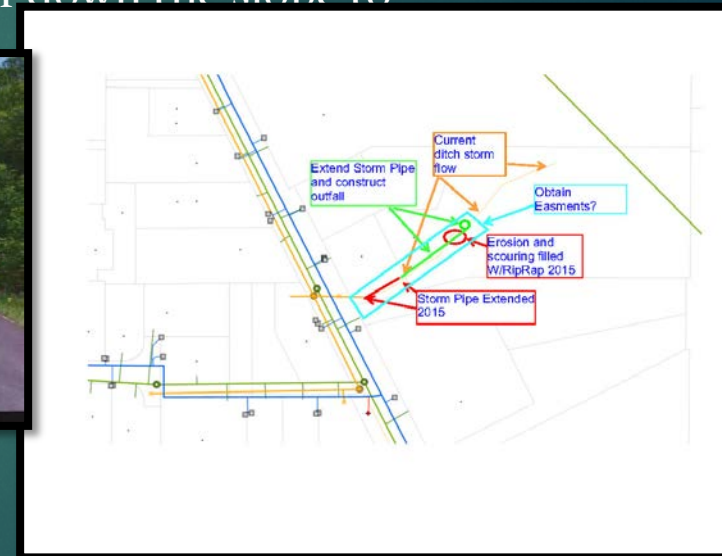 Current
ditch storm
flow
Extend Storm Pipe
and construct
outfall
Obtain
Easments?
Erosion and
scouring filled
W/RipRap 2015
Storm Pipe Extended
2015